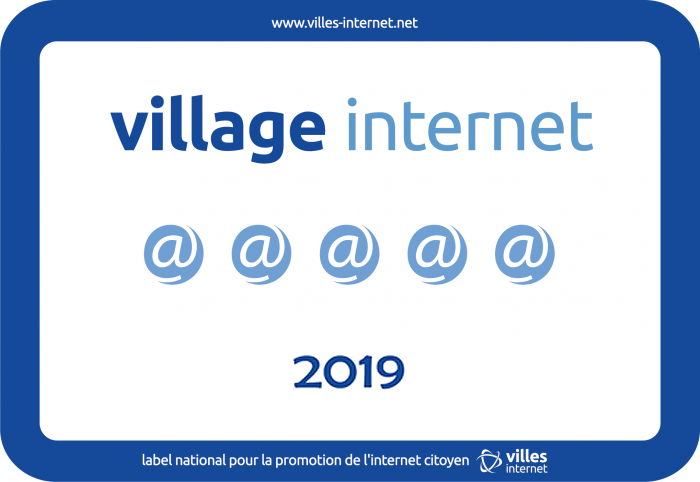 www.villes-internet.net
village internet
@ @ @ @ @
2019
label national pour la promotion de l'internet citoyen villes
internet